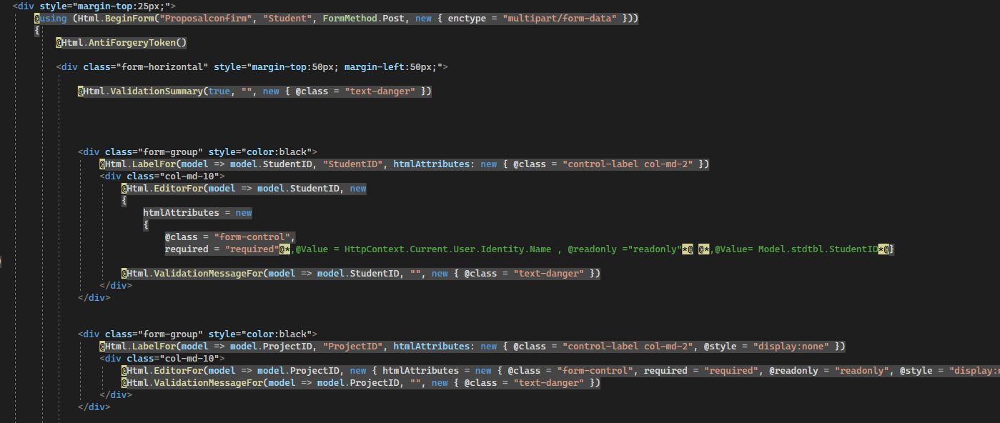 <div style="margin-top:25px;">
@using (Html.BeginForm("Proposalconfirm", "Student", FormMethod.Post, new { enctype = "multipart/form-data" }))
{
@Html.AntiForgeryToken()
<div class="form-horizontal" style="margin-top:50px; margin-left:50px;">
@Html.ValidationSummary(true, "", new { @class = "text-danger" })
<div class="form-group" style="color:black">
@Html.LabelFor(model => model.StudentID, "StudentID", htmlAttributes: new { @class = "control-label col-md-2" })
<div class="col-md-10">
@Html.EditorFor(model => model.StudentID, new
{
htmlAttributes = new
{
@class = "form-control",
required = "required"@*,@Value = HttpContext.Current.User.Identity.Name , @readonly ="readonly"*@ @*,@Value= Model.stdtbl.StudentID*@}
@Html.ValidationMessageFor(model => model.StudentID, "", new { @class = "text-danger" })
</div>
</div>
<div class="form-group" style="color:black">
@Html.LabelFor(model => model.ProjectID, "ProjectID", htmlAttributes: new { @class = "control-label col-md-2", @style = "display:none" })
<div class="col-md-10">
@Html.EditorFor(model => model.ProjectID, new { htmlAttributes = new { @class = "form-control", required = "required", @readonly = "readonly", @style = "display:
@Html.ValidationMessageFor(model => model.ProjectID, "", new { @class = "text-danger" })
</div>
</div>